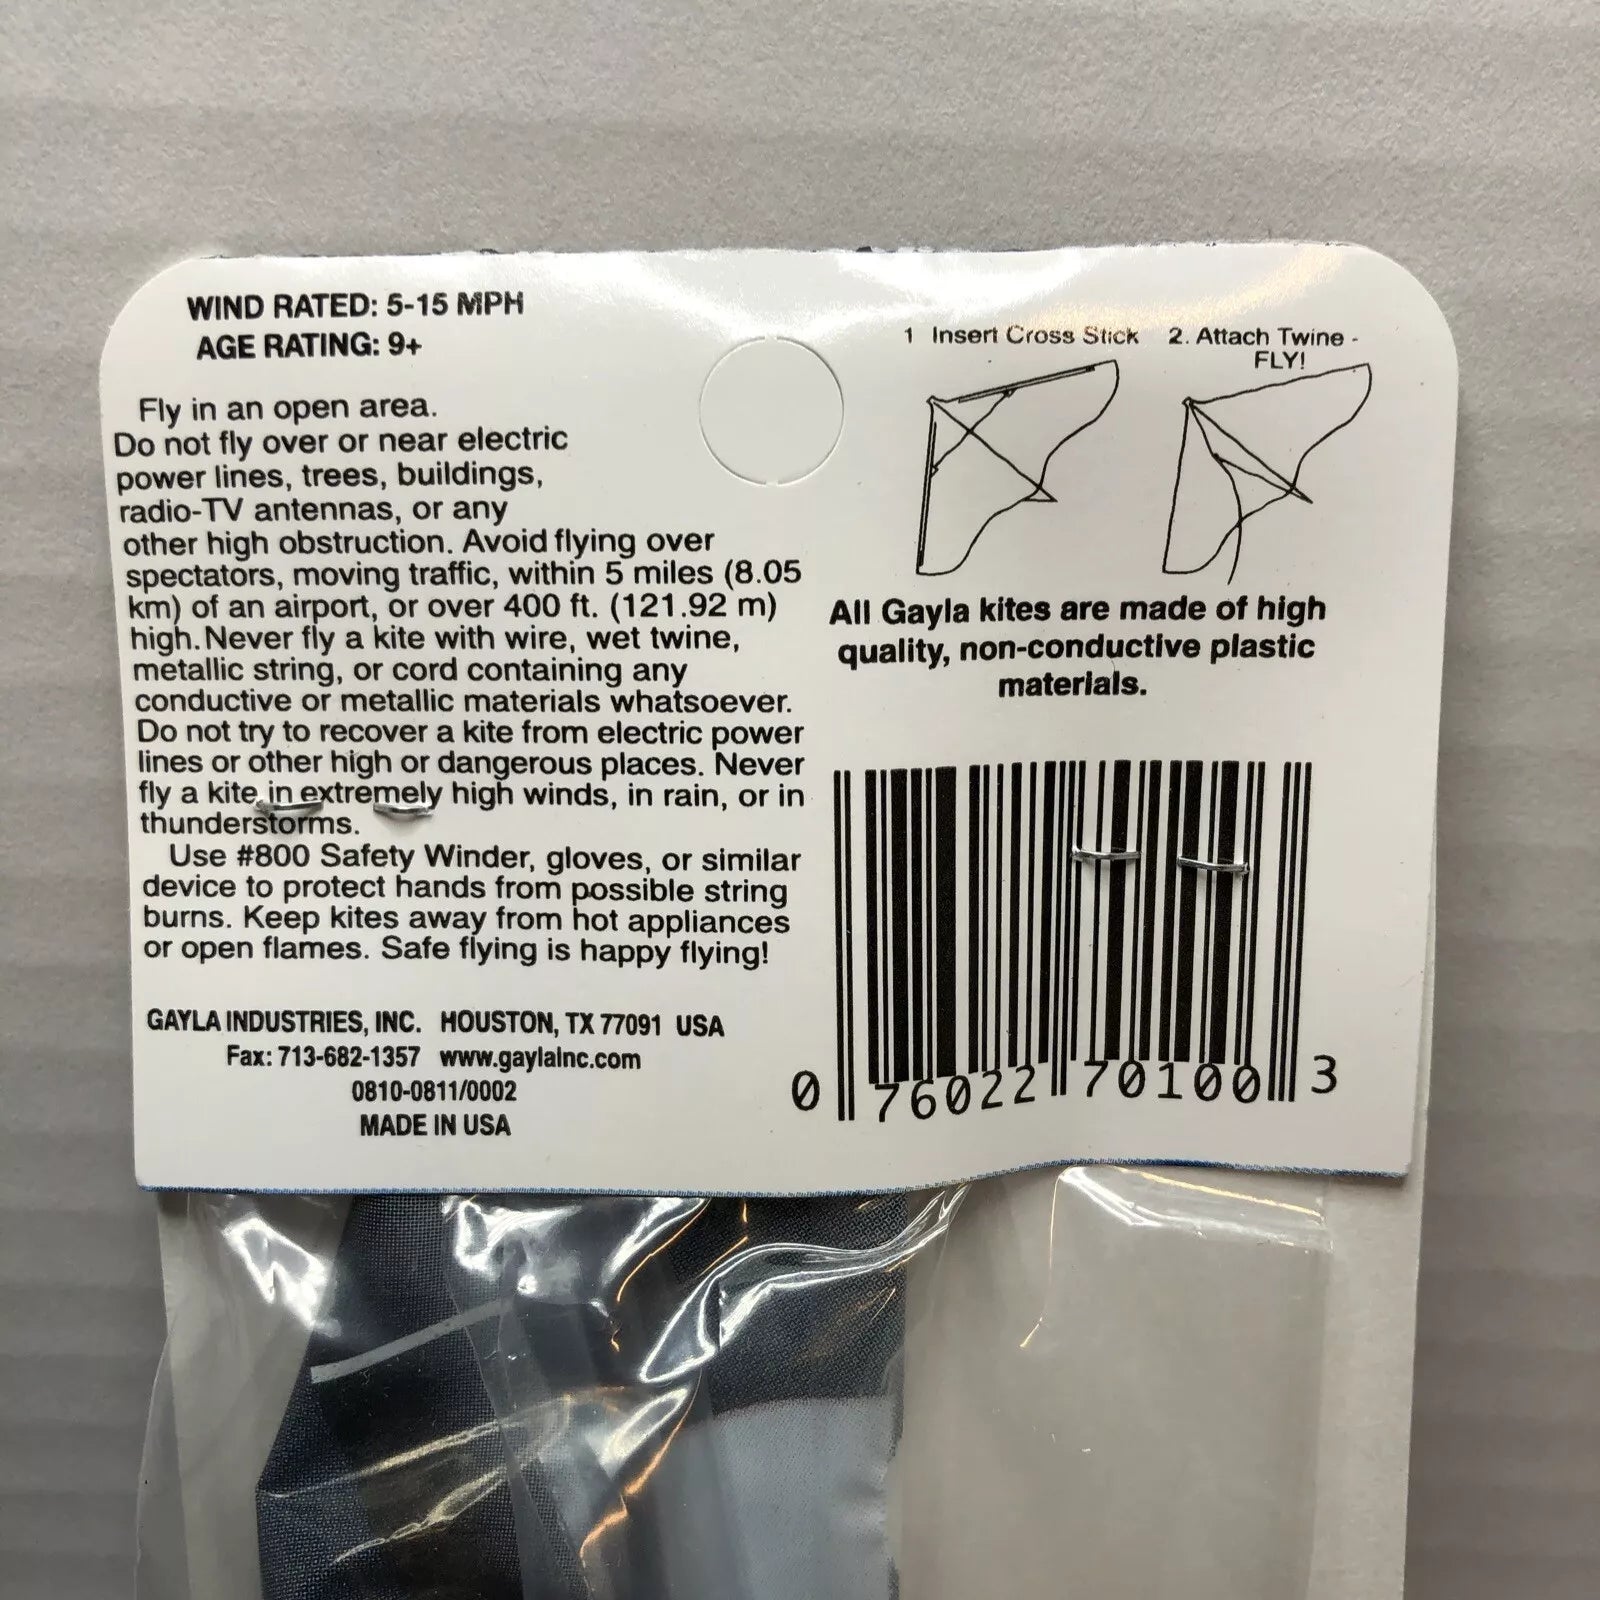 WIND RATED: 5-15 MPH
AGE RATING: 9+
Fly in an open area.
Do not fly over or near electric
power lines, trees, buildings,
radio-TV antennas, or any
other high obstruction. Avoid flying over
spectators, moving traffic, within 5 miles (8.05
km) of an airport, or over 400 ft. (121.92 m)
high. Never fly a kite with wire, wet twine,
metallic string, or cord containing any
conductive or metallic materials whatsoever.
Do not try to recover a kite from electric power
lines or other high or dangerous places. Never
fly a kite in extremely high winds, in rain, or in
thunderstorms.
Use #800 Safety Winder, gloves, or similar
device to protect hands from possible string
burns. Keep kites away from hot appliances
or open flames. Safe flying is happy flying!
GAYLA INDUSTRIES, INC. HOUSTON, TX 77091 USA
Fax: 713-682-1357 www.gaylainc.com
0810-0811/0002
MADE IN USA
1 Insert Cross Stick
2. Attach Twine -
FLY!
All Gayla kites are made of high
quality, non-conductive plastic
materials.
0 76022 70100 3